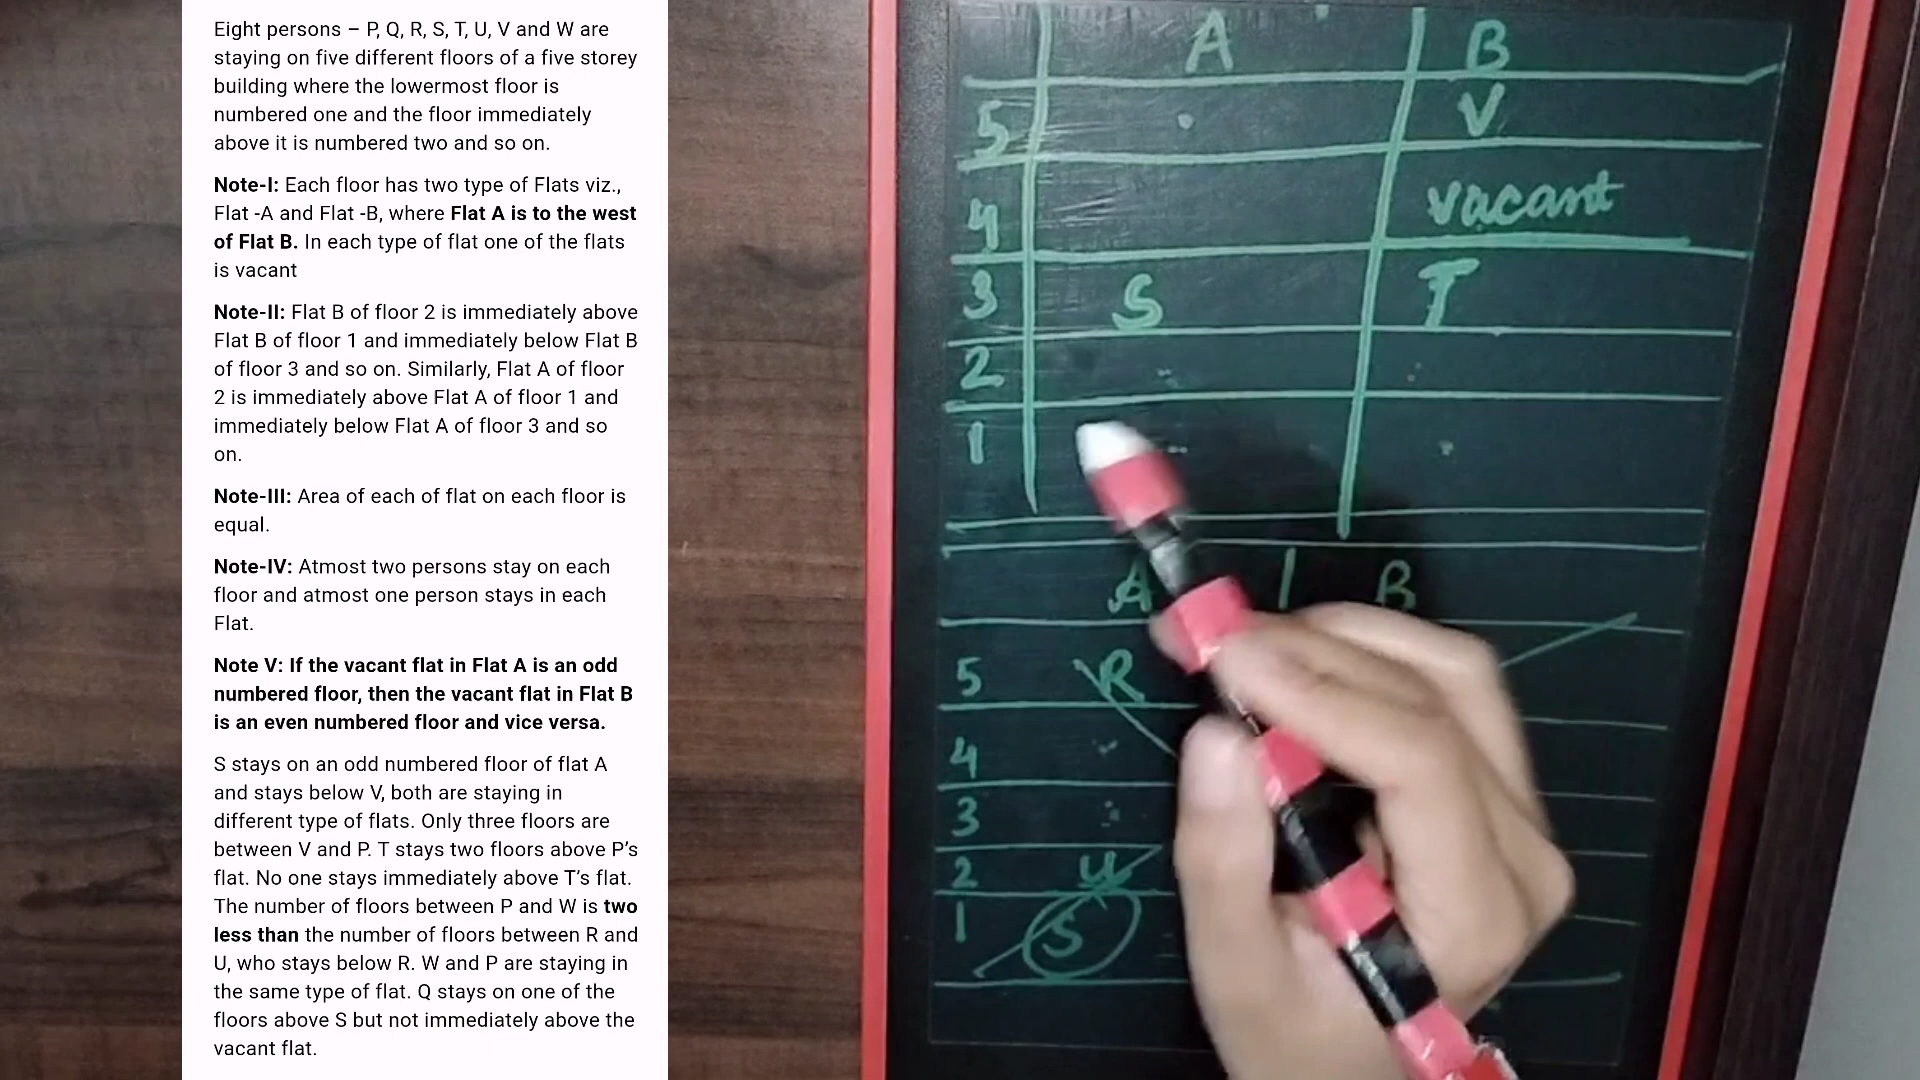 Eight persons – P, Q, R, S, T, U, V and W are
staying on five different floors of a five storey
building where the lowermost floor is
numbered one and the floor immediately
above it is numbered two and so on.
Note-I: Each floor has two type of Flats viz.,
Flat -A and Flat -B, where Flat A is to the west
of Flat B. In each type of flat one of the flats
is vacant
Note-II: Flat B of floor 2 is immediately above
Flat B of floor 1 and immediately below Flat B
of floor 3 and so on. Similarly, Flat A of floor
2 is immediately above Flat A of floor 1 and
immediately below Flat A of floor 3 and so
on.
Note-III: Area of each of flat on each floor is
equal.
Note-IV: Atmost two persons stay on each
floor and atmost one person stays in each
Flat.
Note V: If the vacant flat in Flat A is an odd
numbered floor, then the vacant flat in Flat B
is an even numbered floor and vice versa.
S stays on an odd numbered floor of flat A
and stays below V, both are staying in
different type of flats. Only three floors are
between V and P. T stays two floors above P's
flat. No one stays immediately above T's flat.
The number of floors between P and W is two
less than the number of floors between R and
U, who stays below R. W and P are staying in
the same type of flat. Q stays on one of the
floors above S but not immediately above the
vacant flat.
A B
5 V
4 vacant
3 S T
2
1
A B
5 R
4
3
2 U
1 S